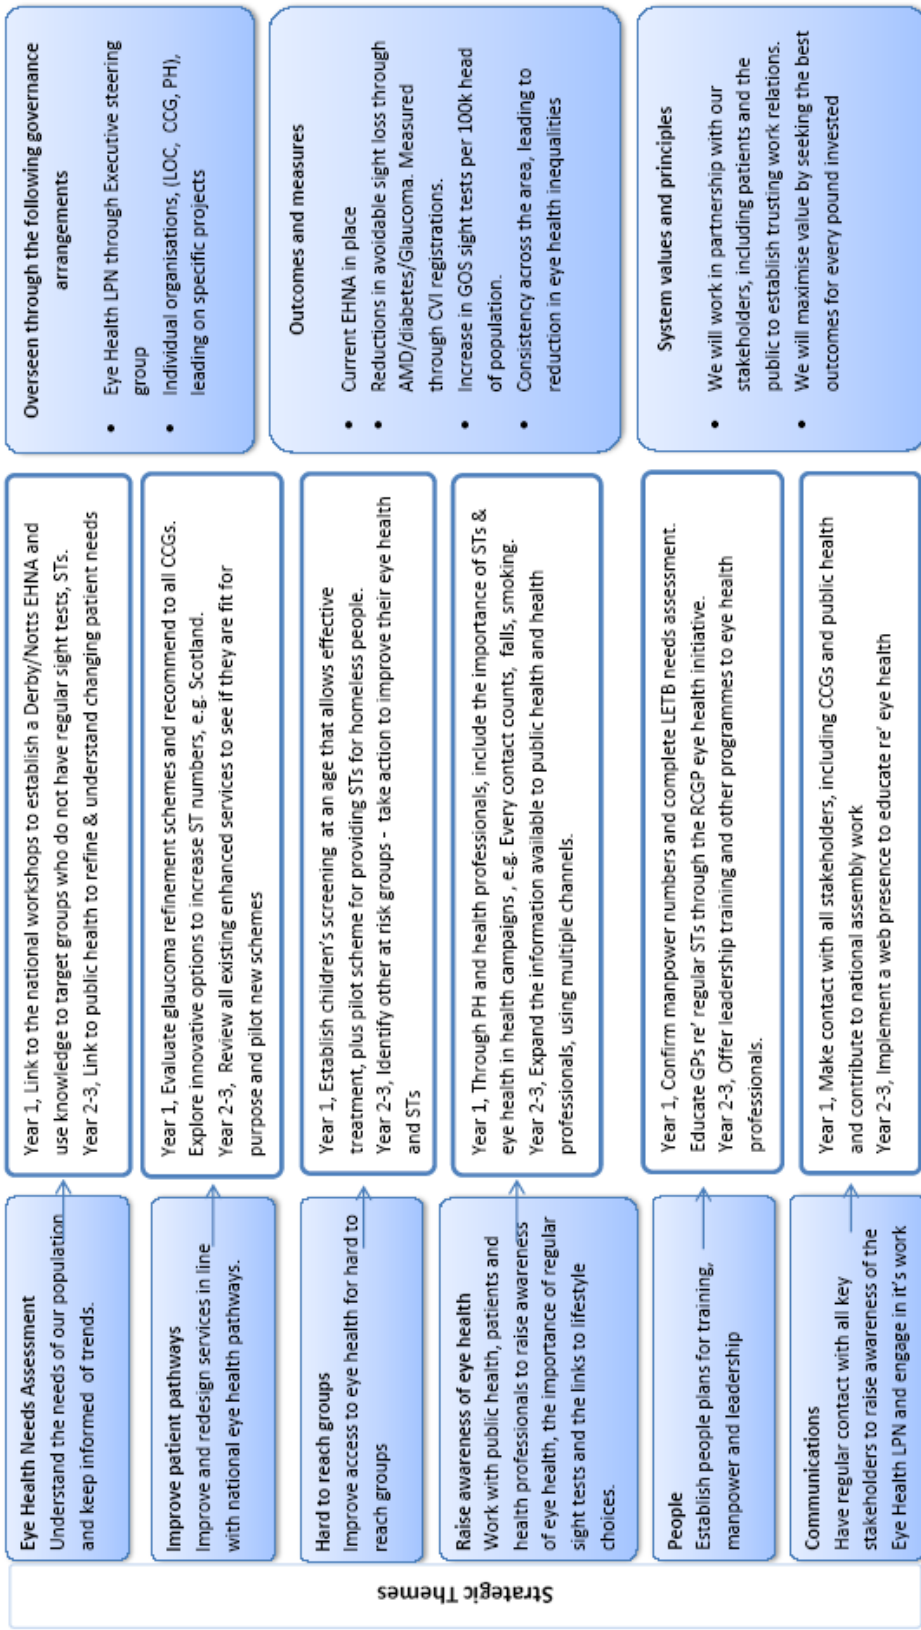 Strategic Themes
Eye Health Needs Assessment
Understand the needs of our population
and keep informed of trends.
Year 1, Link to the national workshops to establish a Derby/Notts EHNA and
use knowledge to target groups who do not have regular sight tests, STs.
Year 2-3, Link to public health to refine & understand changing patient needs
Improve patient pathways
Improve and redesign services in line
with national eye health pathways.
Year 1, Evaluate glaucoma refinement schemes and recommend to all CCGs.
Explore innovative options to increase ST numbers, e.g. Scotland.
Year 2-3, Review all existing enhanced services to see if they are fit for
purpose and pilot new schemes
Hard to reach groups
Improve access to eye health for hard to
reach groups
Year 1, Establish children's screening at an age that allows effective
treatment, plus pilot scheme for providing STs for homeless people.
Year 2-3, Identify other at risk groups - take action to improve their eye health
and STs
Raise awareness of eye health
Work with public health, patients and
health professionals to raise awareness
of eye health, the importance of regular
sight tests and the links to lifestyle
choices.
Year 1, Through PH and health professionals, include the importance of STs &
eye health in health campaigns , e.g. Every contact counts, falls, smoking.
Year 2-3, Expand the information available to public health and health
professionals, using multiple channels.
People
Establish people plans for training,
manpower and leadership
Year 1, Confirm manpower numbers and complete LETB needs assessment.
Educate GPs re' regular STs through the RCGP eye health initiative.
Year 2-3, Offer leadership training and other programmes to eye health
professionals.
Communications
Have regular contact with all key
stakeholders to raise awareness of the
Eye Health LPN and engage in it's work
Year 1, Make contact with all stakeholders, including CCGs and public health
and contribute to national assembly work
Year 2-3, Implement a web presence to educate re' eye health
Overseen through the following governance
arrangements
• Eye Health LPN through Executive steering
group
• Individual organisations, (LOC, CCG, PH),
leading on specific projects
Outcomes and measures
• Current EHNA in place
• Reductions in avoidable sight loss through
AMD/diabetes/Glaucoma. Measured
through CVI registrations.
• Increase in GOS sight tests per 100k head
of population.
• Consistency across the area, leading to
reduction in eye health inequalities
System values and principles
• We will work in partnership with our
stakeholders, including patients and the
public to establish trusting work relations.
• We will maximise value by seeking the best
outcomes for every pound invested